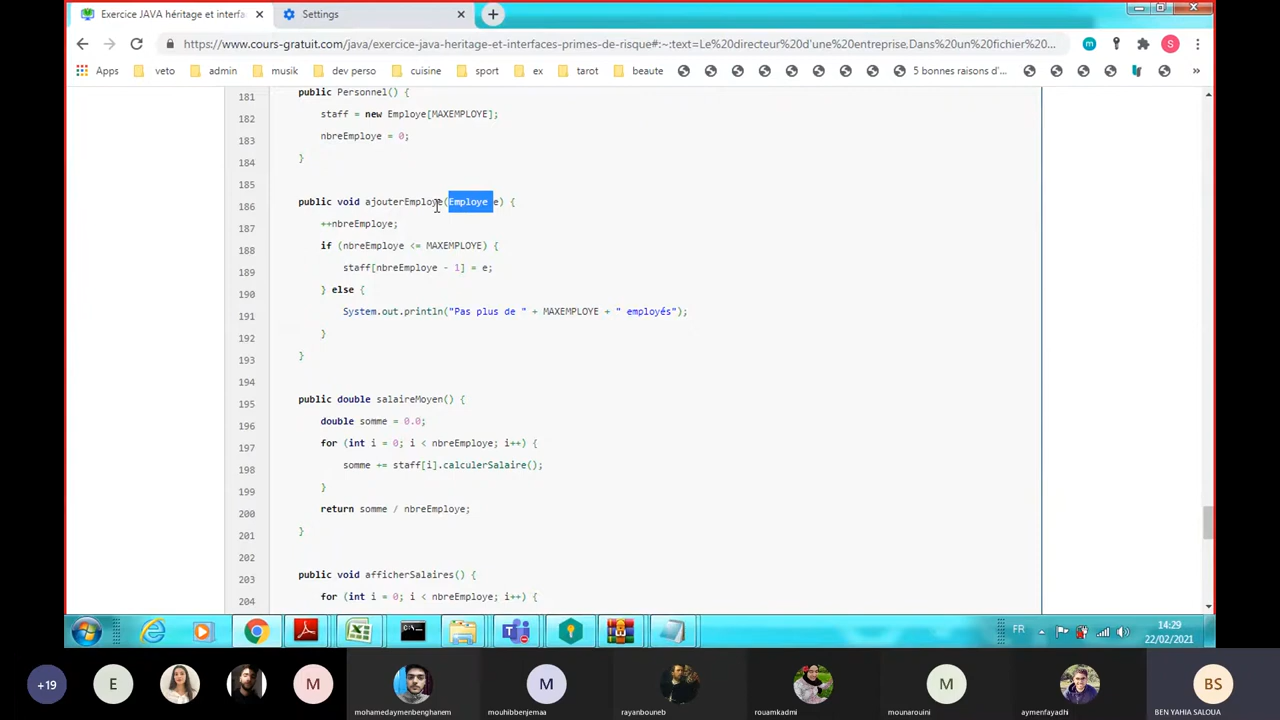 Exercice JAVA héritage et interfa
Settings
https://www.cours-gratuit.com/java/exercice-java-heritage-et-interfaces-primes-de-risque#:~:text=Le%20directeur%20d'une%20entreprise,Dans%20un%20fichier%20...
S
Apps veto admin musik dev perso cuisine sport ex tarot beaute 5 bonnes raisons d'... »
181 public Personnel() {
182 staff = new Employe[MAXEMPLOYE];
183 nbreEmploye = 0;
184 }
185
186 public void ajouterEmploye(Employe e) {
187 ++nbreEmploye;
188 if (nbreEmploye <= MAXEMPLOYE) {
189 staff[nbreEmploye - 1] = e;
190 } else {
191 System.out.println("Pas plus de " + MAXEMPLOYE + " employés");
192 }
193 }
194
195 public double salaireMoyen() {
196 double somme = 0.0;
197 for (int i = 0; i < nbreEmploye; i++) {
198 somme += staff[i].calculerSalaire();
199 }
200 return somme / nbreEmploye;
201 }
202
203 public void afficherSalaires() {
204 for (int i = 0; i < nbreEmploye; i++) {
FR
14:29
22/02/2021
+19 E M M M BS
mohamedaymenbenghanem mouhibbenjemaa rayanbouneb rouamkadmi mounarouini aymenfayadhi BEN YAHIA SALOUA